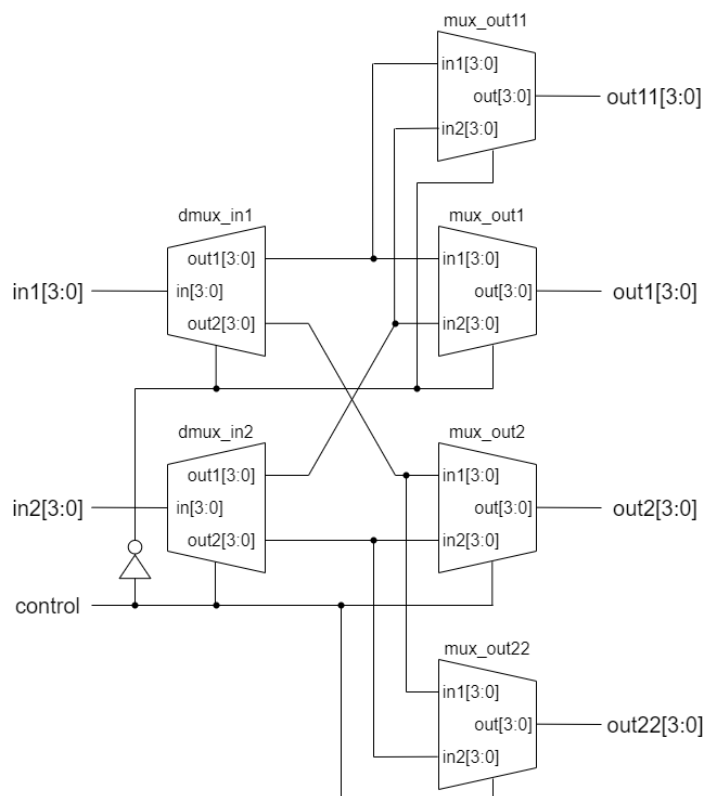 mux_out11
in1[3:0]
out[3:0]
out11[3:0]
in2[3:0]
dmux_in1
mux_out1
out1[3:0]
in1[3:0]
in1[3:0]
in[3:0]
out[3:0]
out1[3:0]
out2[3:0]
in2[3:0]
dmux_in2
mux_out2
out1[3:0]
in1[3:0]
in2[3:0]
in[3:0]
out[3:0]
out2[3:0]
out2[3:0]
in2[3:0]
control
mux_out22
in1[3:0]
out[3:0]
out22[3:0]
in2[3:0]